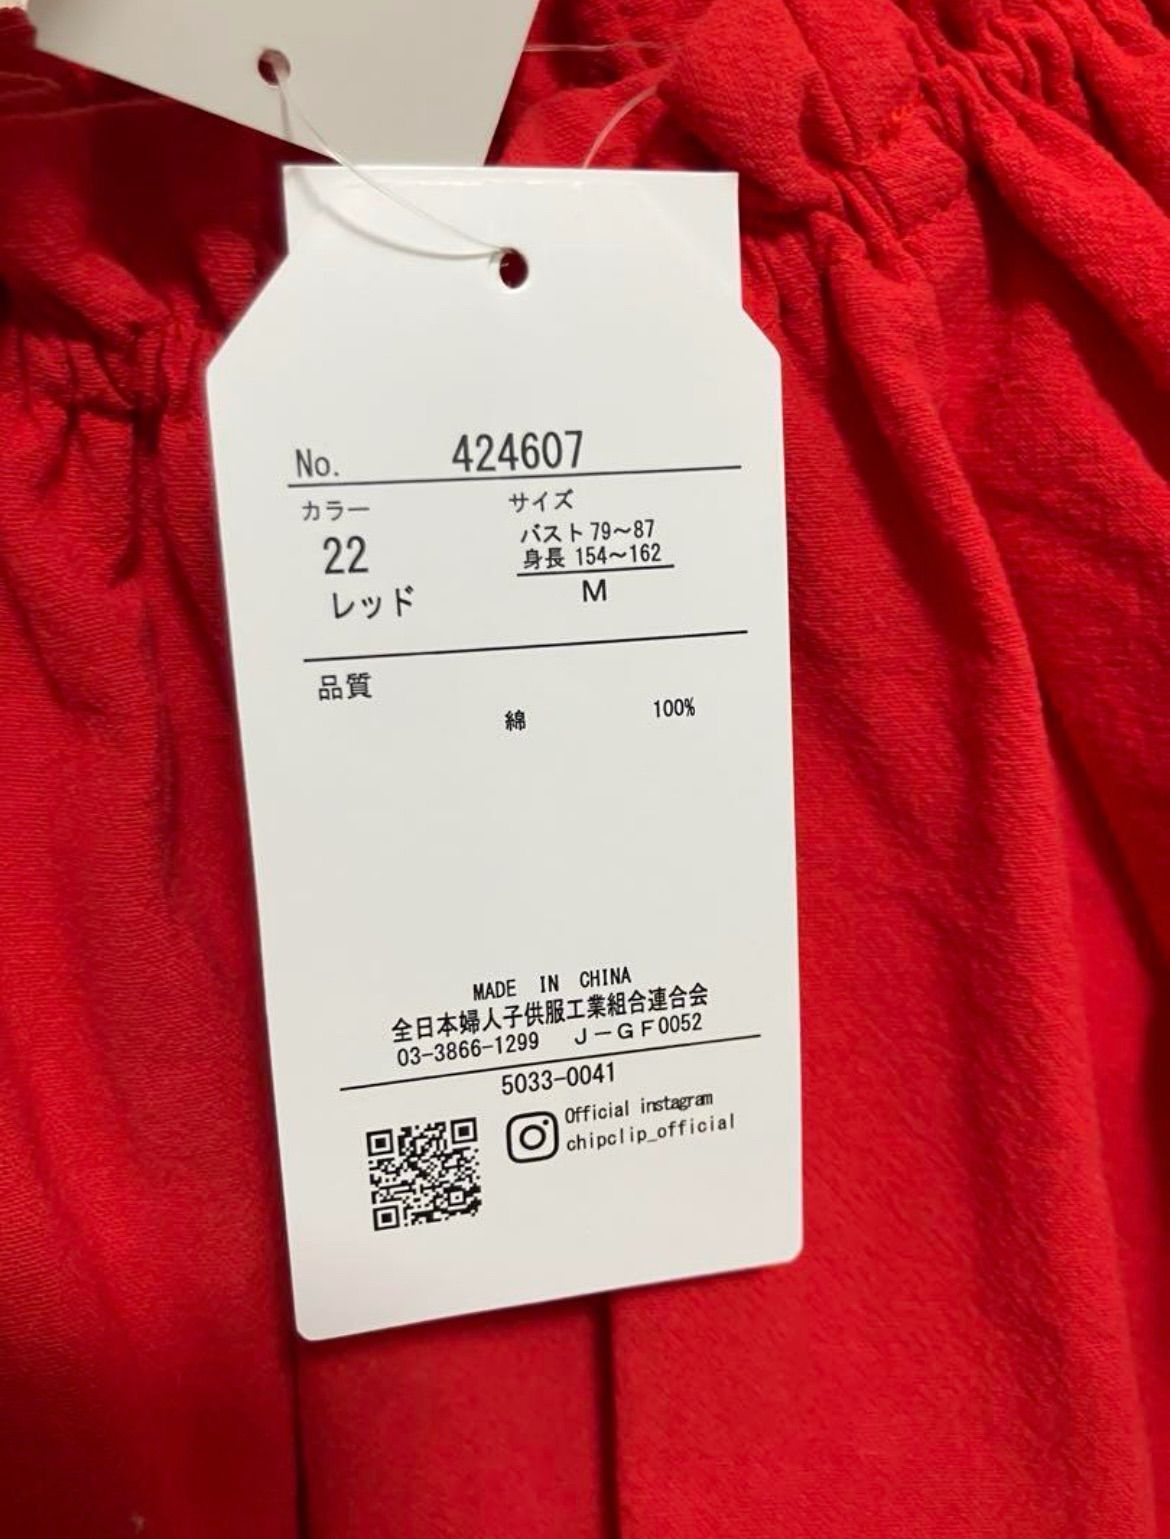 No. 424607
カラー サイズ
22 バスト 79～87
身長 154～162
レッド M
品質
綿 100%
MADE IN CHINA
全日本婦人子供服工業組合連合会
03-3866-1299 J－GF0052
5033-0041
Official instagram
chipclip_official